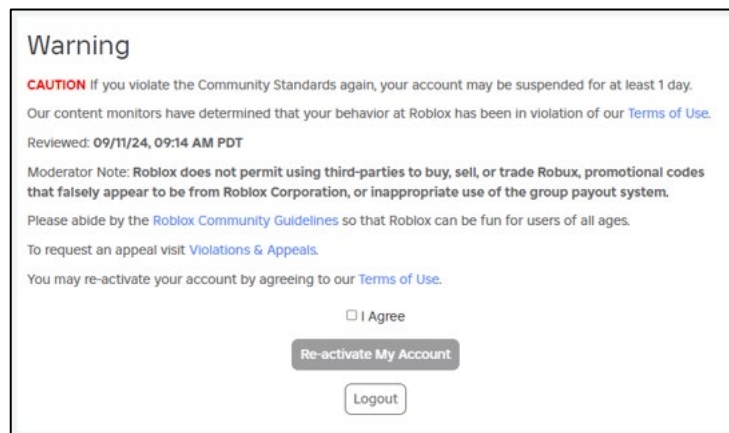 Warning
CAUTION If you violate the Community Standards again, your account may be suspended for at least 1 day.
Our content monitors have determined that your behavior at Roblox has been in violation of our Terms of Use.
Reviewed: 09/11/24, 09:14 AM PDT
Moderator Note: Roblox does not permit using third-parties to buy, sell, or trade Robux, promotional codes
that falsely appear to be from Roblox Corporation, or inappropriate use of the group payout system.
Please abide by the Roblox Community Guidelines so that Roblox can be fun for users of all ages.
To request an appeal visit Violations & Appeals.
You may re-activate your account by agreeing to our Terms of Use.
I Agree
Re-activate My Account
Logout